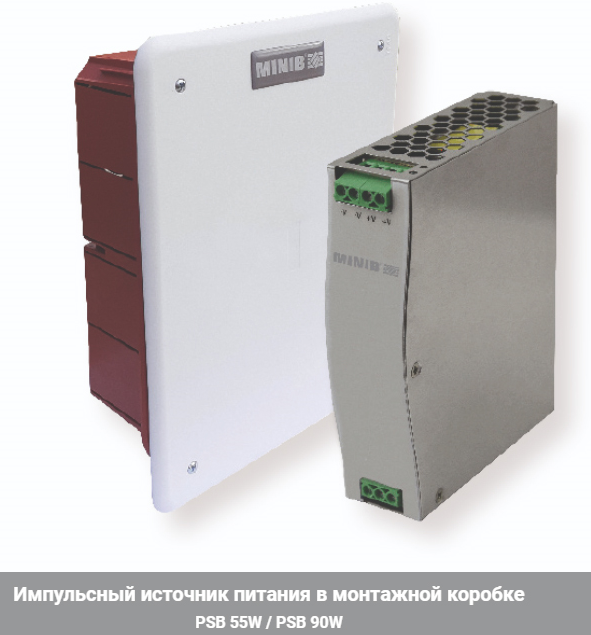 MINIB
-V -V +V +V
MINIB
Импульсный источник питания в монтажной коробке
PSB 55W / PSB 90W